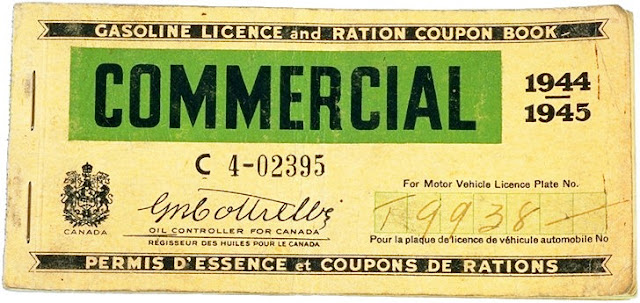 GASOLINE LICENCE and RATION COUPON BOOK
COMMERCIAL
1944
1945
C 4-02395
For Motor Vehicle Licence Plate No.
T 9938 —
Pour la plaque de licence de véhicule automobile No
CANADA
OIL CONTROLLER FOR CANADA
RÉGISSEUR DES HUILES POUR LE CANADA
PERMIS D'ESSENCE et COUPONS DE RATIONS